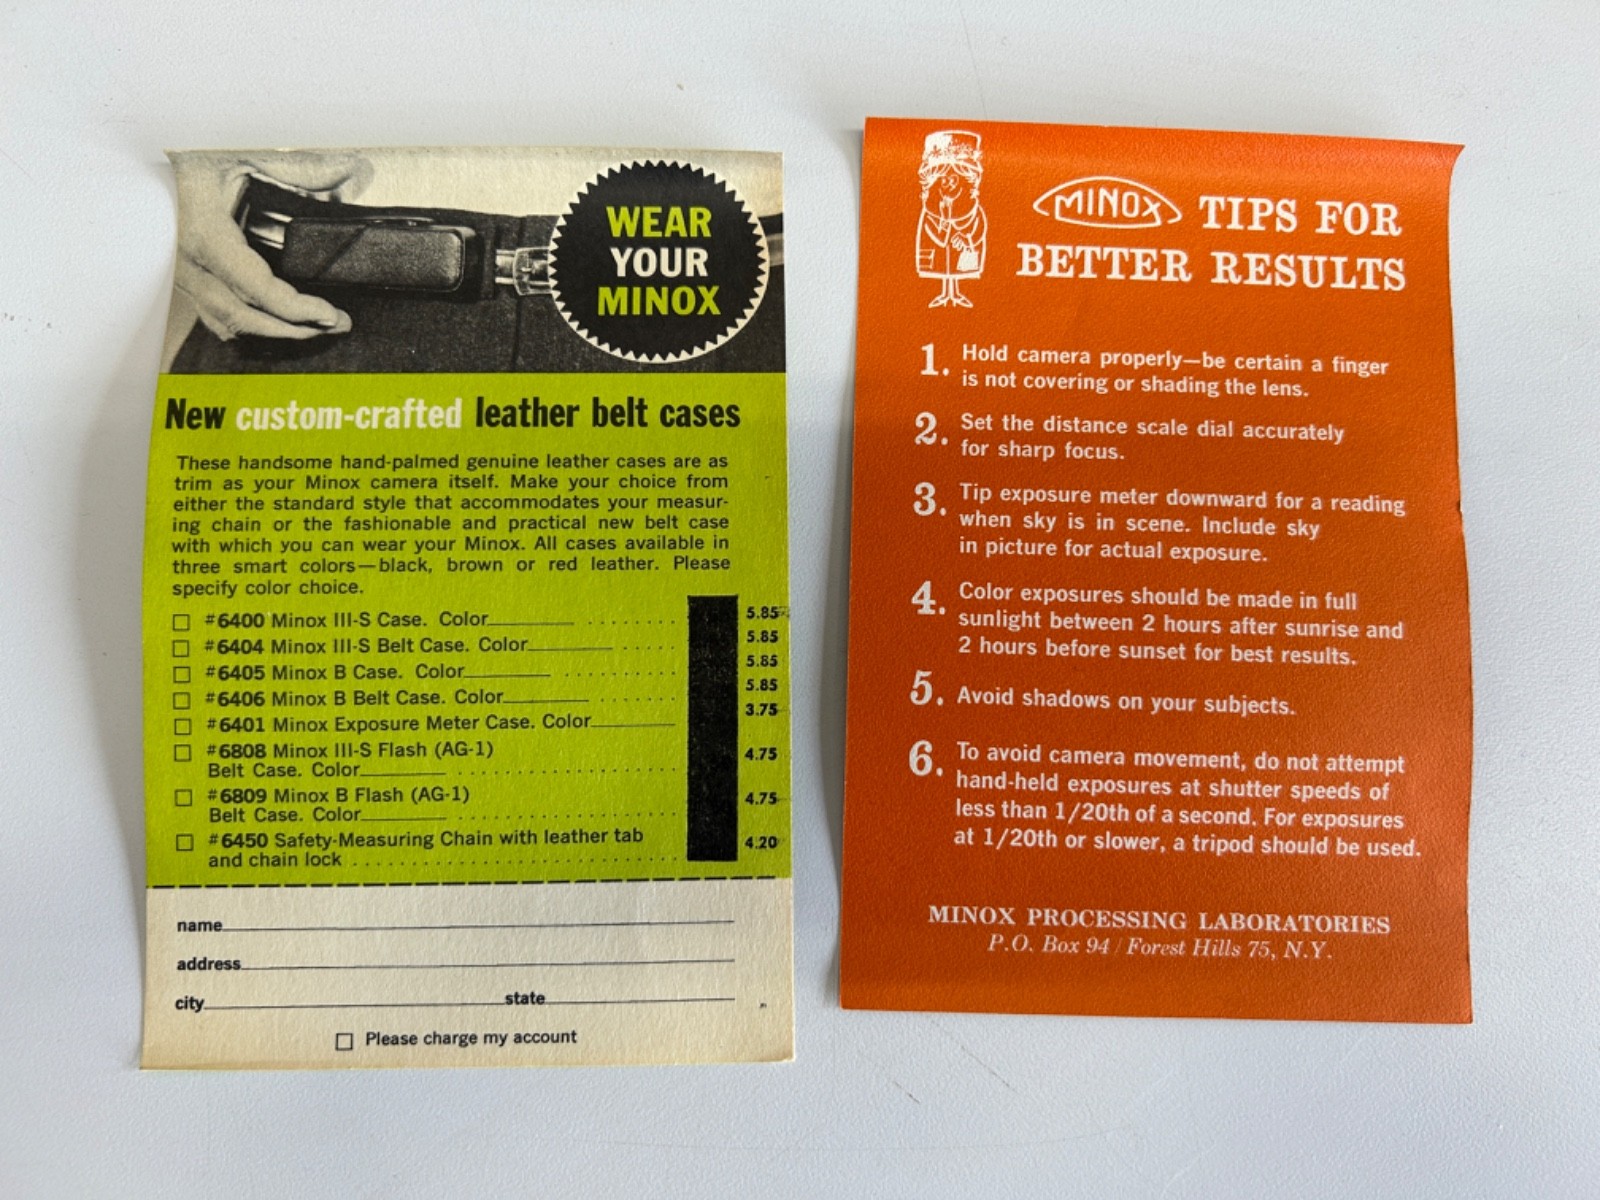 WEAR
YOUR
MINOX
New custom-crafted leather belt cases
These handsome hand-palmed genuine leather cases are as
trim as your Minox camera itself. Make your choice from
either the standard style that accommodates your measur-
ing chain or the fashionable and practical new belt case
with which you can wear your Minox. All cases available in
three smart colors—black, brown or red leather. Please
specify color choice.
☐ #6400 Minox III-S Case. Color________ ........ 5.85
☐ #6404 Minox III-S Belt Case. Color________ ..... 5.85
☐ #6405 Minox B Case. Color________ ........... 5.85
☐ #6406 Minox B Belt Case. Color________ ....... 5.85
☐ #6401 Minox Exposure Meter Case. Color________ 3.75
☐ #6808 Minox III-S Flash (AG-1)
Belt Case. Color________ .................... 4.75
☐ #6809 Minox B Flash (AG-1)
Belt Case. Color________ .................... 4.75
☐ #6450 Safety-Measuring Chain with leather tab
and chain lock .............................. 4.20
name________
address________
city________state________
☐ Please charge my account
MINOX TIPS FOR
BETTER RESULTS
1. Hold camera properly—be certain a finger
is not covering or shading the lens.
2. Set the distance scale dial accurately
for sharp focus.
3. Tip exposure meter downward for a reading
when sky is in scene. Include sky
in picture for actual exposure.
4. Color exposures should be made in full
sunlight between 2 hours after sunrise and
2 hours before sunset for best results.
5. Avoid shadows on your subjects.
6. To avoid camera movement, do not attempt
hand-held exposures at shutter speeds of
less than 1/20th of a second. For exposures
at 1/20th or slower, a tripod should be used.
MINOX PROCESSING LABORATORIES
P.O. Box 94 / Forest Hills 75, N.Y.